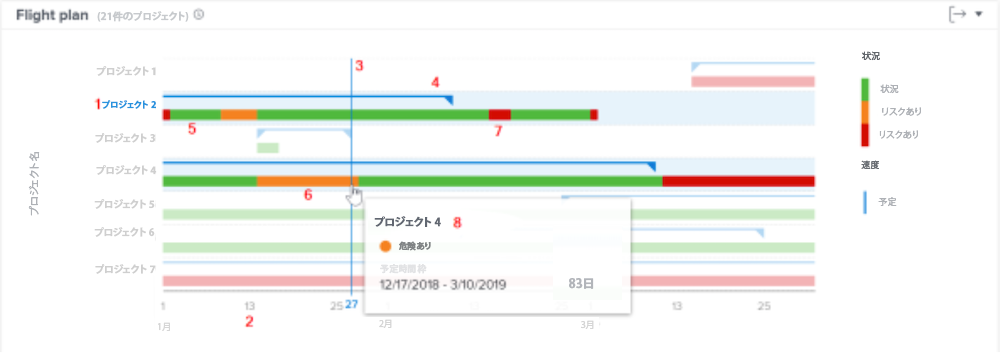 Flight plan (21件のプロジェクト)
状況
状況
リスクあり
リスクあり
速度
予定
プロジェクト名
プロジェクト 1
1 プロジェクト 2
プロジェクト 3
プロジェクト 4
プロジェクト 5
プロジェクト 6
プロジェクト 7
3
4
5
7
6
プロジェクト 4 8
危険あり
予定時間枠
12/17/2018 - 3/10/2019 83日
1 13 25 27 13 25
1月 2 2月 3月